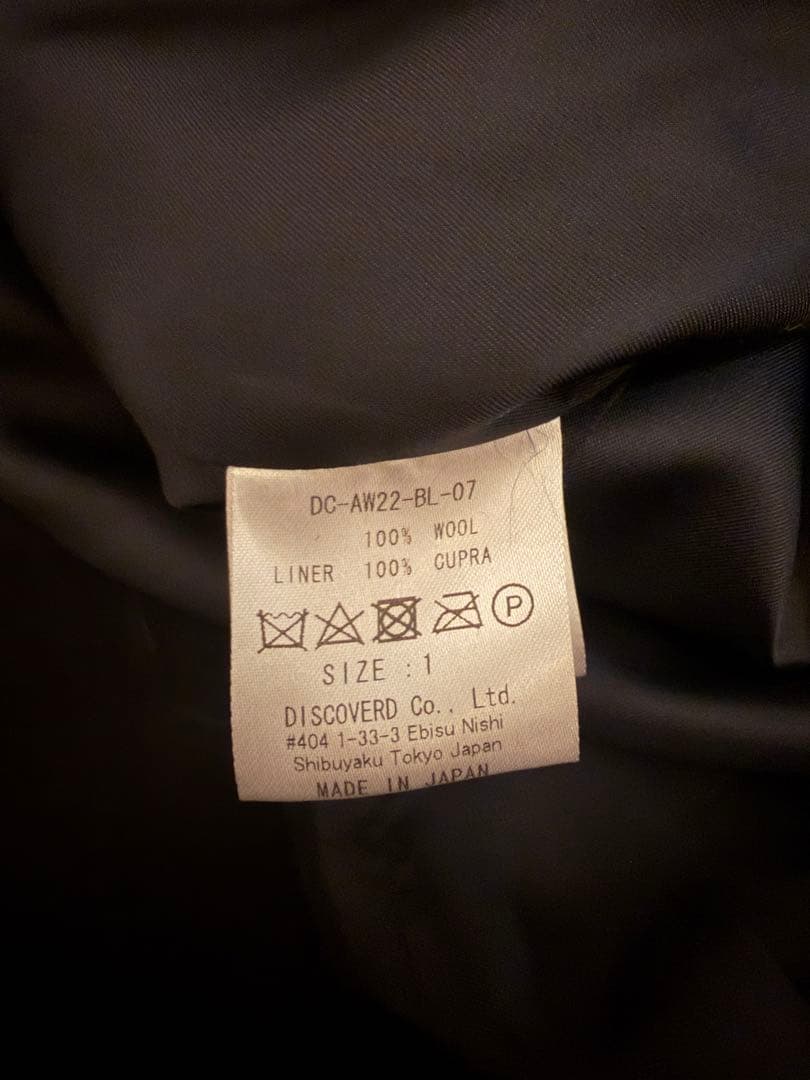 DC-AW22-BL-07
100% WOOL
LINER 100% CUPRA
P
SIZE : 1
DISCOVERD Co., Ltd.
#404 1-33-3 Ebisu Nishi
Shibuyaku Tokyo Japan
MADE IN JAPAN